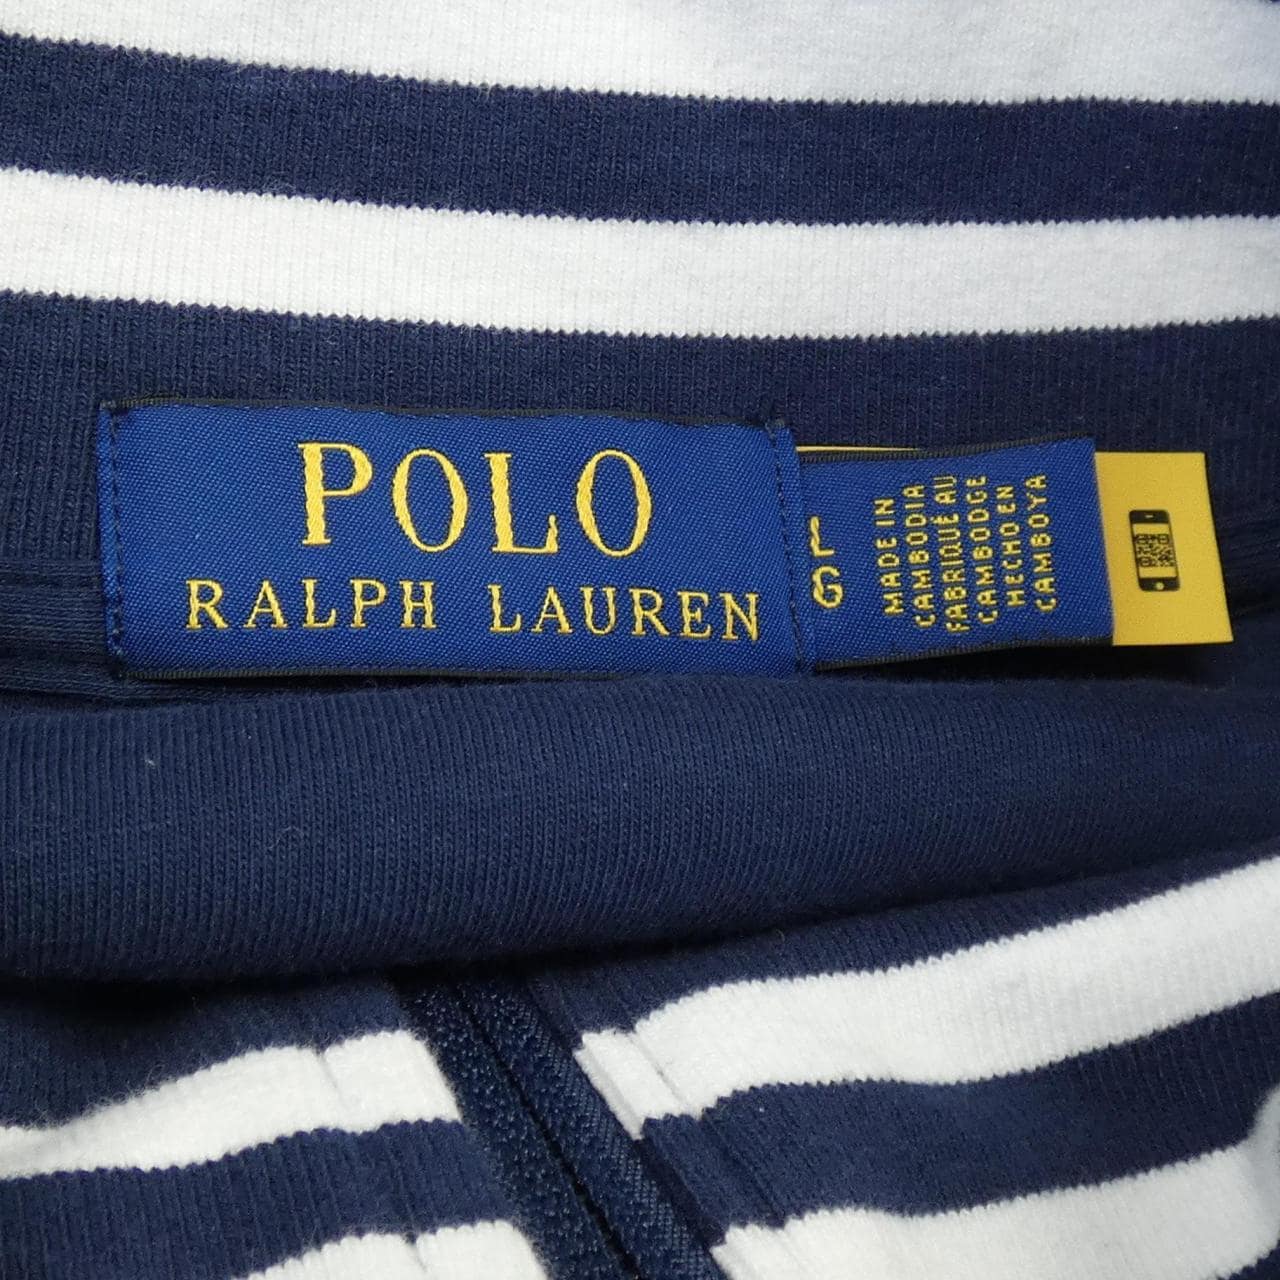 POLO
RALPH LAUREN
L
G
MADE IN
CAMBODIA
FABRIQUÉ AU
CAMBODGE
HECHO EN
CAMBOYA